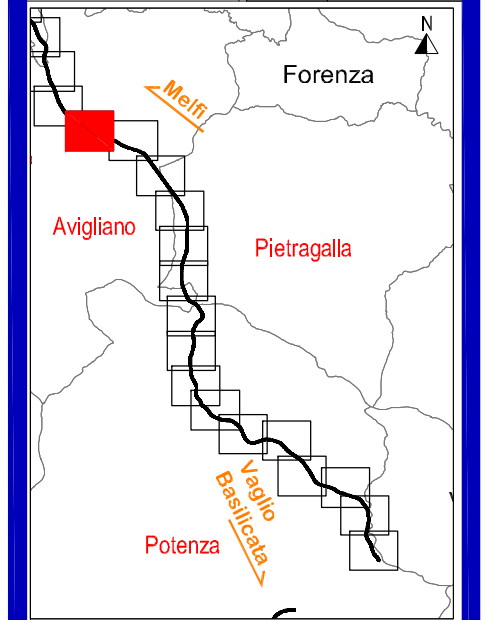 N
Forenza
Melfi
Avigliano
Pietragalla
Vaglio
Basilicata
Potenza